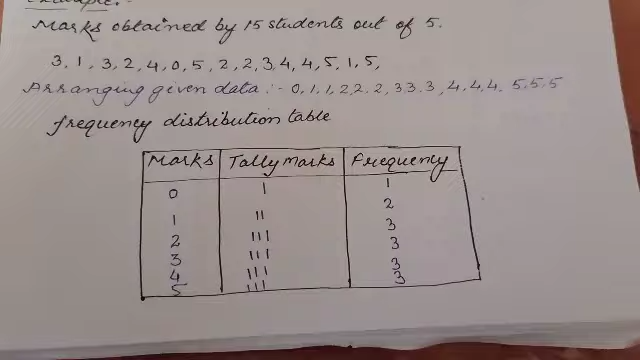 Example:-
Marks obtained by 15 students out of 5.
3, 1, 3, 2, 4, 0, 5, 2, 2, 3, 4, 4, 5, 1, 5,
Arranging given data :- 0, 1, 1, 2, 2, 2, 3 3, 3, 4, 4, 4, 5, 5, 5
frequency distribution table
Marks Tally marks frequency
0 | 1
1 || 2
2 ||| 3
3 ||| 3
4 ||| 3
5 ||| 3